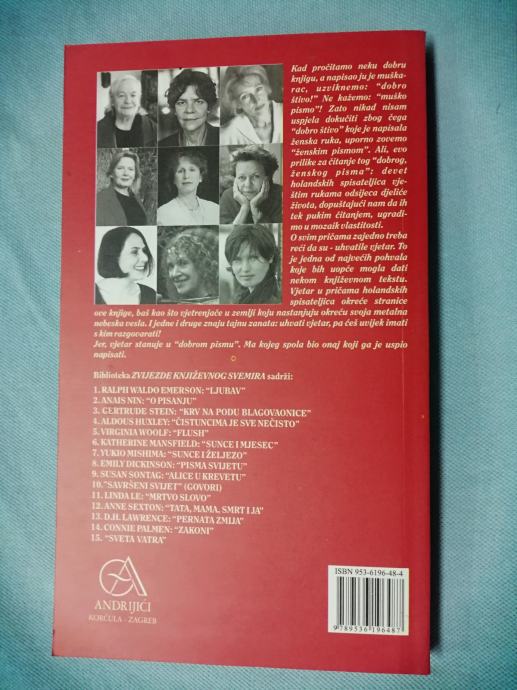 Kad pročitamo neku dobru
knjigu, a napisao ju je muška-
rac, uzviknemo: “dobro
štivo!” Ne kažemo: “muško
pismo”! Zato nikad nisam
uspjela dokučiti zbog čega
“dobro štivo” koje je napisala
ženska ruka, uporno zovemo
“ženskim pismom”. Ali, evo
prilike za čitanje tog “dobrog,
ženskog pisma”: devet
holandskih spisateljica vje-
štim rukama odsijeca djeliće
života, dopuštajući nam da ih
tek pukim čitanjem, ugradi-
mo u mozaik vlastitosti.
O svim pričama zajedno treba
reći da su - uhvatile vjetar. To
je jedna od najvećih pohvala
koje bih uopće mogla dati
nekom književnom tekstu.
Vjetar u pričama holandskih
spisateljica okreće stranice
ove knjige, baš kao što vjetrenjače u zemlji koju nastanjuju okreću svoja metalna
nebeska vesla. I jedne i druge znaju tajnu zanata: uhvati vjetar, pa ćeš uvijek imati
s kim razgovarati!
Jer, vjetar stanuje u “dobrom pismu”. Ma kojeg spola bio onaj koji ga je uspio
napisati.
Biblioteka ZVIJEZDE KNJIŽEVNOG SVEMIRA sadrži:
1. RALPH WALDO EMERSON: “LJUBAV”
2. ANAIS NIN: “O PISANJU”
3. GERTRUDE STEIN: “KRV NA PODU BLAGOVAONICE”
4. ALDOUS HUXLEY: “ČISTUNCIMA JE SVE NEČISTO”
5. VIRGINIA WOOLF: “FLUSH”
6. KATHERINE MANSFIELD: “SUNCE I MJESEC”
7. YUKIO MISHIMA: “SUNCE I ŽELJEZO”
8. EMILY DICKINSON: “PISMA SVIJETU”
9. SUSAN SONTAG: “ALICE U KREVETU”
10.”SAVRŠENI SVIJET” (GOVORI)
11. LINDA LE: “MRTVO SLOVO”
12. ANNE SEXTON: “TATA, MAMA, SMRT I JA”
13. D.H. LAWRENCE: “PERNATA ZMIJA”
14. CONNIE PALMEN: “ZAKONI”
15. “SVETA VATRA”
ANDRIJIĆI
KORČULA - ZAGREB
ISBN 953-6196-48-4
9 789536 196487